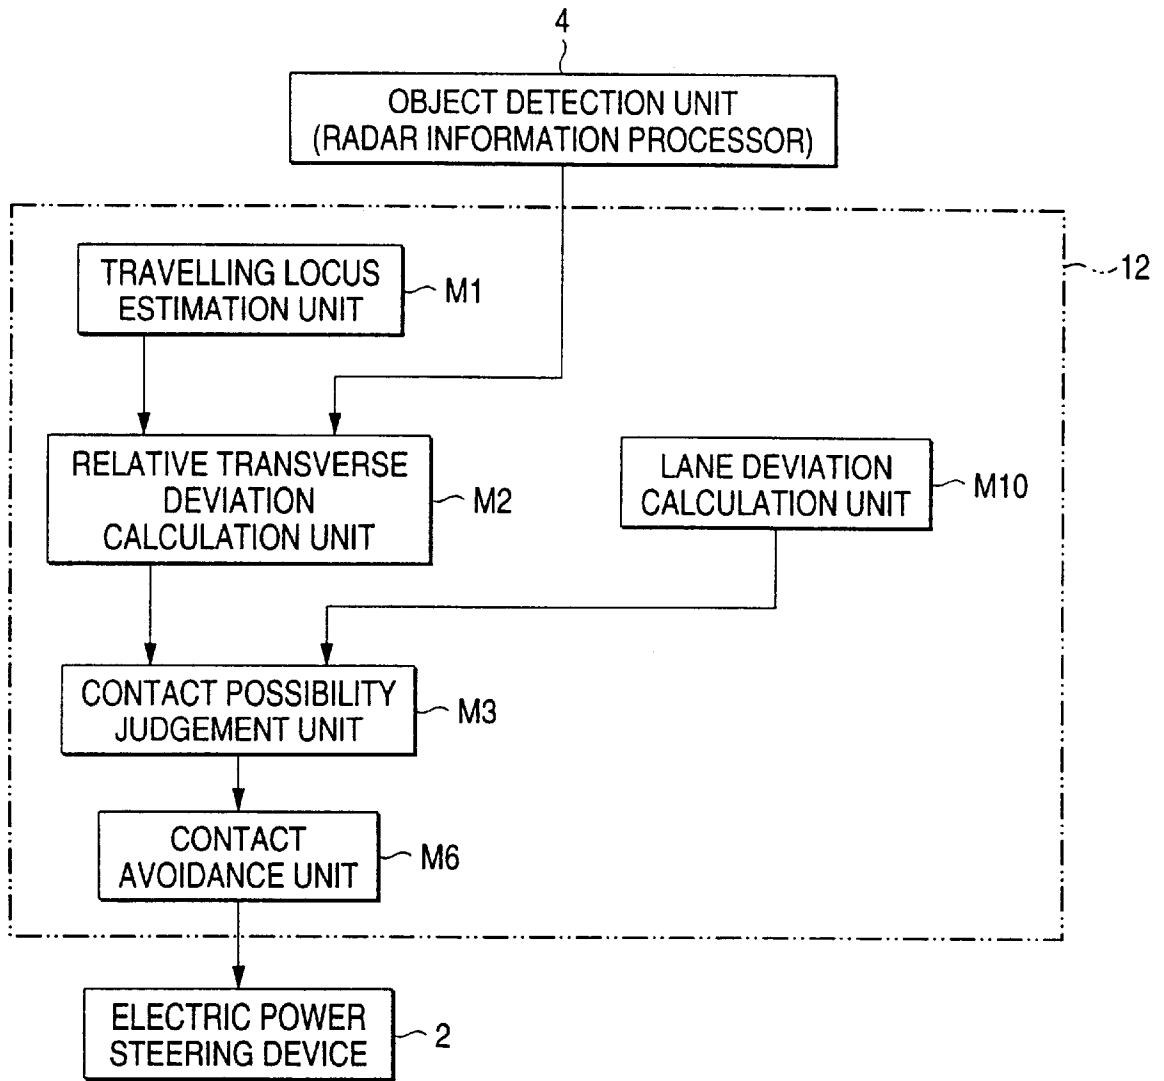 4
OBJECT DETECTION UNIT
(RADAR INFORMATION PROCESSOR)
12
TRAVELLING LOCUS
ESTIMATION UNIT
M1
RELATIVE TRANSVERSE
DEVIATION
CALCULATION UNIT
M2
LANE DEVIATION
CALCULATION UNIT
M10
CONTACT POSSIBILITY
JUDGEMENT UNIT
M3
CONTACT
AVOIDANCE UNIT
M6
ELECTRIC POWER
STEERING DEVICE
2